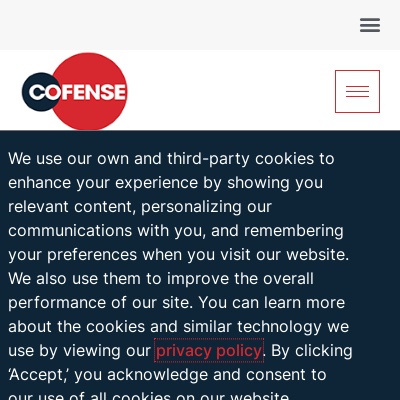 COFENSE
We use our own and third-party cookies to
enhance your experience by showing you
relevant content, personalizing our
communications with you, and remembering
your preferences when you visit our website.
We also use them to improve the overall
performance of our site. You can learn more
about the cookies and similar technology we
use by viewing our privacy policy. By clicking
‘Accept,’ you acknowledge and consent to
our use of all cookies on our website.